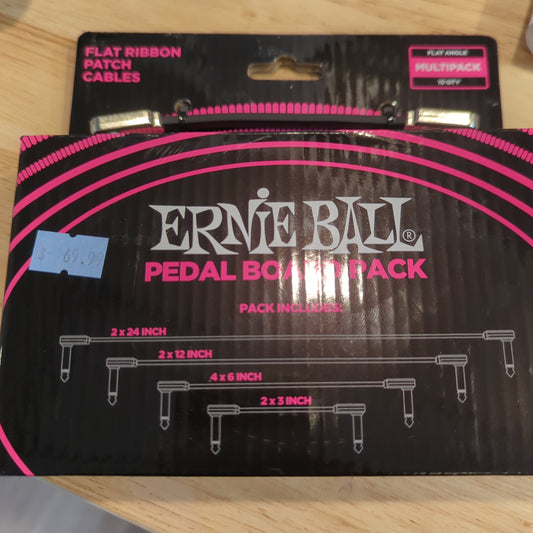 FLAT RIBBON
PATCH
CABLES
FLAT ANGLE
MULTIPACK
10 QTY
ERNIE BALL®
PEDAL BOARD PACK
$ 69.99
PACK INCLUDES:
2 x 24 INCH
2 x 12 INCH
4 x 6 INCH
2 x 3 INCH